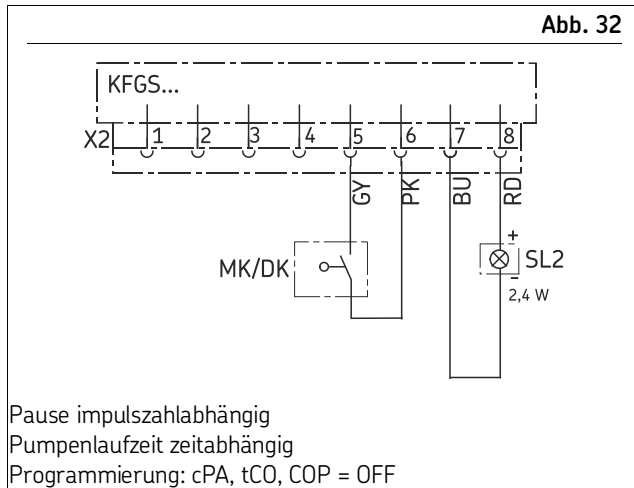 Abb. 32
KFGS...
X2 1 2 3 4 5 6 7 8
GY PK BU RD
+
MK/DK SL2
-
2,4 W
Pause impulszahlabhängig
Pumpenlaufzeit zeitabhängig
Programmierung: cPA, tCO, COP = OFF